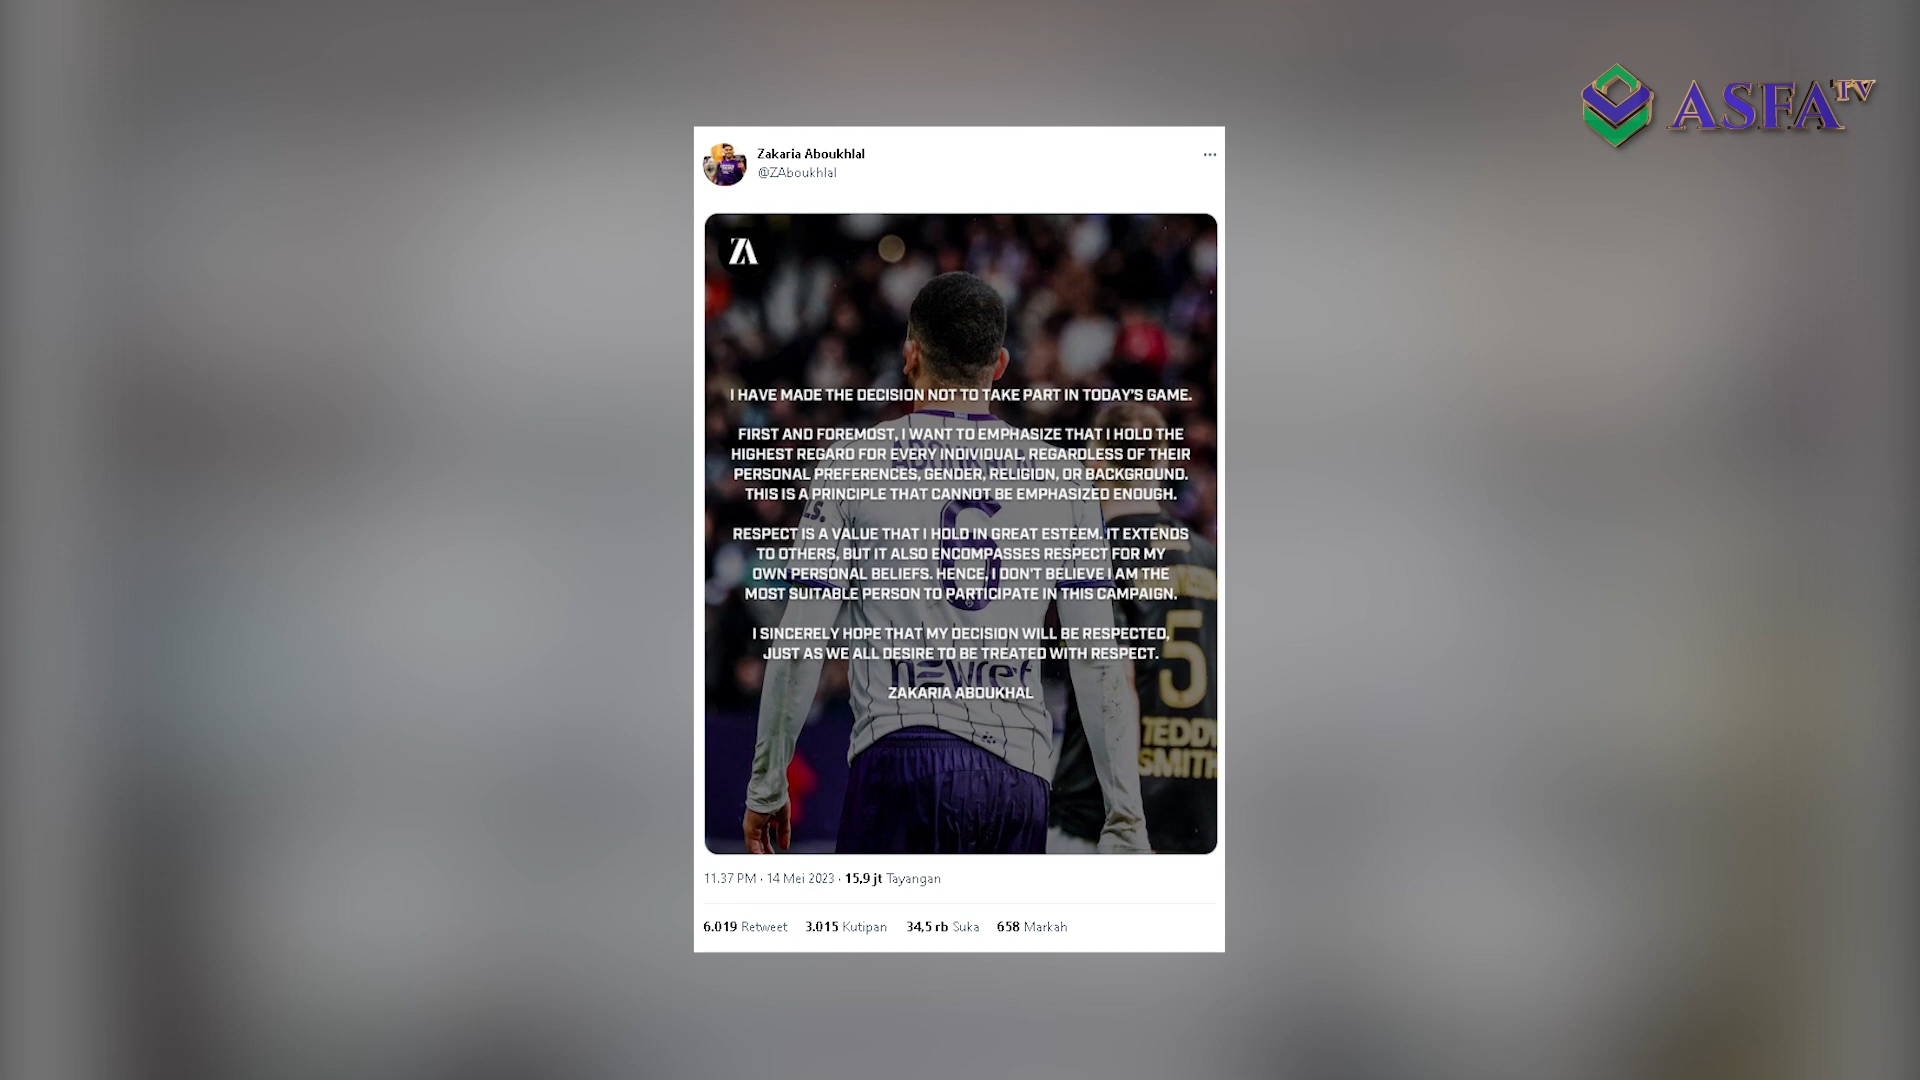 ASFA TV
Zakaria Aboukhlal
@ZAboukhlal
ZA
I HAVE MADE THE DECISION NOT TO TAKE PART IN TODAY'S GAME.
FIRST AND FOREMOST, I WANT TO EMPHASIZE THAT I HOLD THE
HIGHEST REGARD FOR EVERY INDIVIDUAL, REGARDLESS OF THEIR
PERSONAL PREFERENCES, GENDER, RELIGION, OR BACKGROUND.
THIS IS A PRINCIPLE THAT CANNOT BE EMPHASIZED ENOUGH.
RESPECT IS A VALUE THAT I HOLD IN GREAT ESTEEM. IT EXTENDS
TO OTHERS, BUT IT ALSO ENCOMPASSES RESPECT FOR MY
OWN PERSONAL BELIEFS. HENCE, I DON'T BELIEVE I AM THE
MOST SUITABLE PERSON TO PARTICIPATE IN THIS CAMPAIGN.
I SINCERELY HOPE THAT MY DECISION WILL BE RESPECTED,
JUST AS WE ALL DESIRE TO BE TREATED WITH RESPECT.
ZAKARIA ABOUKHAL
6
newrest
5
TEDDY
SMITH
11.37 PM · 14 Mei 2023 · 15,9 jt Tayangan
6.019 Retweet 3.015 Kutipan 34,5 rb Suka 658 Markah